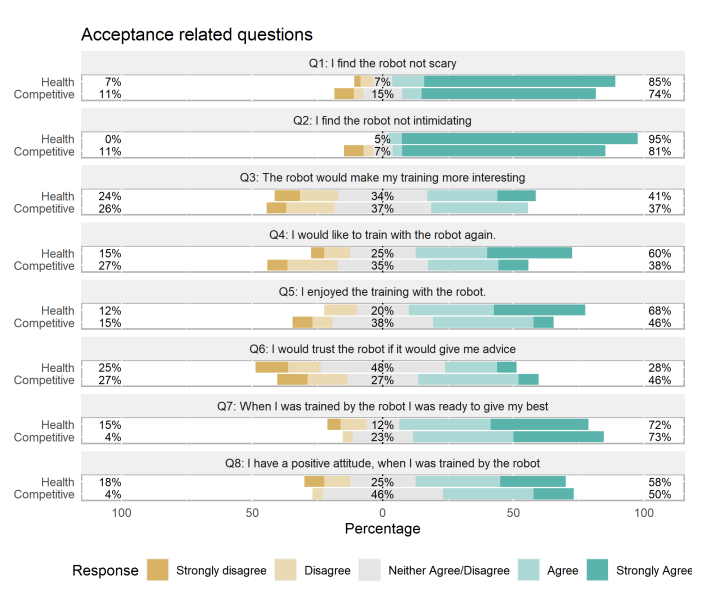 Acceptance related questions
Q1: I find the robot not scary
Health 7% 7% 85%
Competitive 11% 15% 74%
Q2: I find the robot not intimidating
Health 0% 5% 95%
Competitive 11% 7% 81%
Q3: The robot would make my training more interesting
Health 24% 34% 41%
Competitive 26% 37% 37%
Q4: I would like to train with the robot again.
Health 15% 25% 60%
Competitive 27% 35% 38%
Q5: I enjoyed the training with the robot.
Health 12% 20% 68%
Competitive 15% 38% 46%
Q6: I would trust the robot if it would give me advice
Health 25% 48% 28%
Competitive 27% 27% 46%
Q7: When I was trained by the robot I was ready to give my best
Health 15% 12% 72%
Competitive 4% 23% 73%
Q8: I have a positive attitude, when I was trained by the robot
Health 18% 25% 58%
Competitive 4% 46% 50%
100 50 0 50 100
Percentage
Response Strongly disagree Disagree Neither Agree/Disagree Agree Strongly Agree